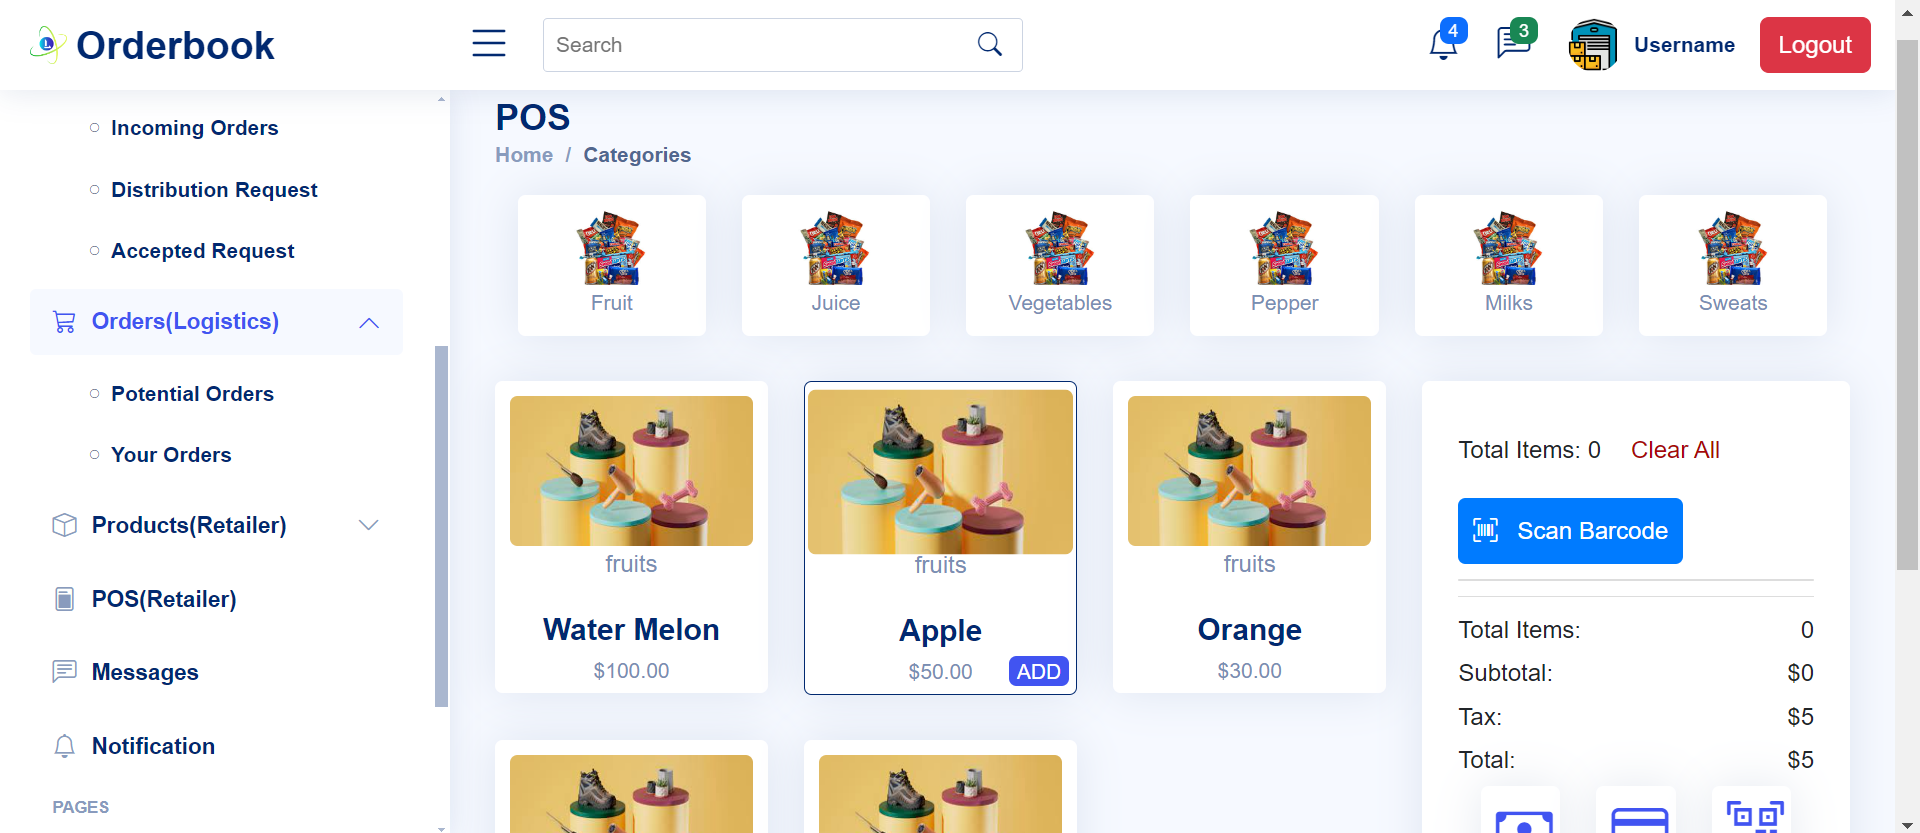 Orderbook
Search
4
3
Username
Logout
Incoming Orders
Distribution Request
Accepted Request
Orders(Logistics)
Potential Orders
Your Orders
Products(Retailer)
POS(Retailer)
Messages
Notification
PAGES
POS
Home / Categories
Fruit
Juice
Vegetables
Pepper
Milks
Sweats
fruits
Water Melon
$100.00
fruits
Apple
$50.00
ADD
fruits
Orange
$30.00
Total Items: 0 Clear All
Scan Barcode
Total Items: 0
Subtotal: $0
Tax: $5
Total: $5